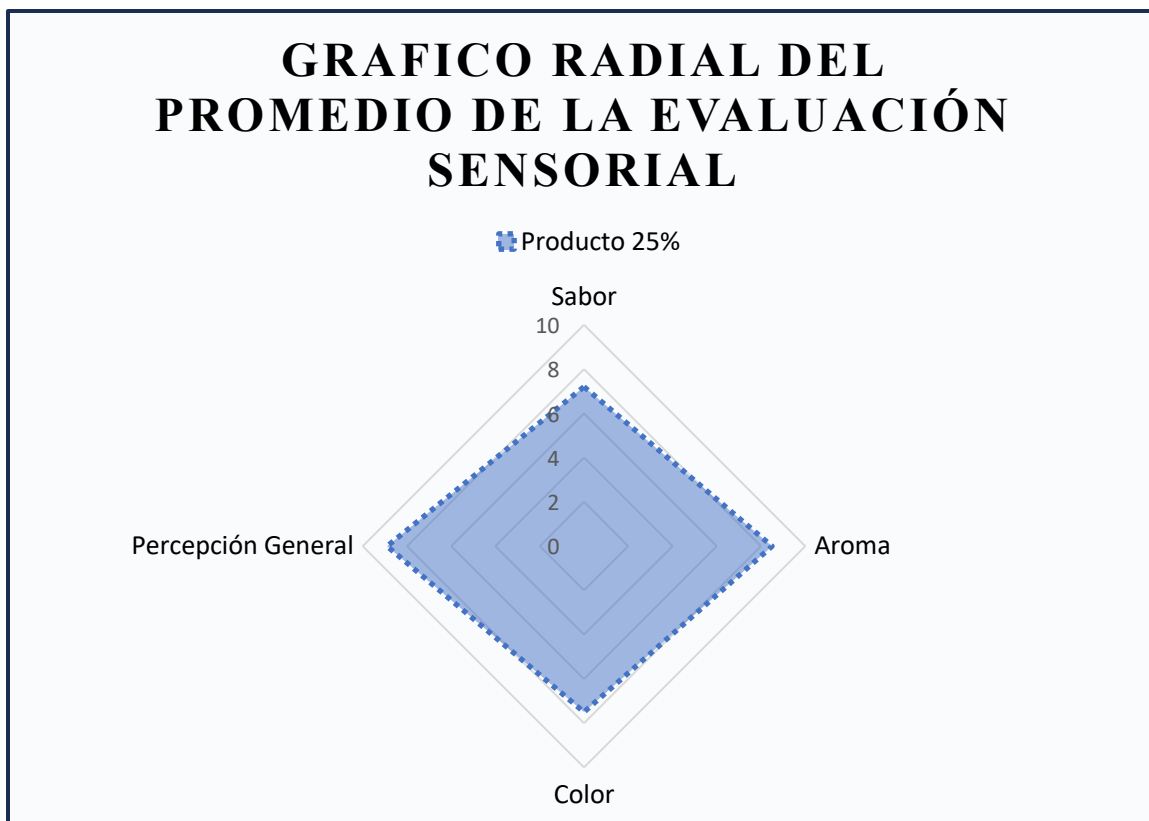 GRAFICO RADIAL DEL
PROMEDIO DE LA EVALUACIÓN
SENSORIAL
Producto 25%
Sabor
10
8
6
4
2
0
Percepción General
Aroma
Color